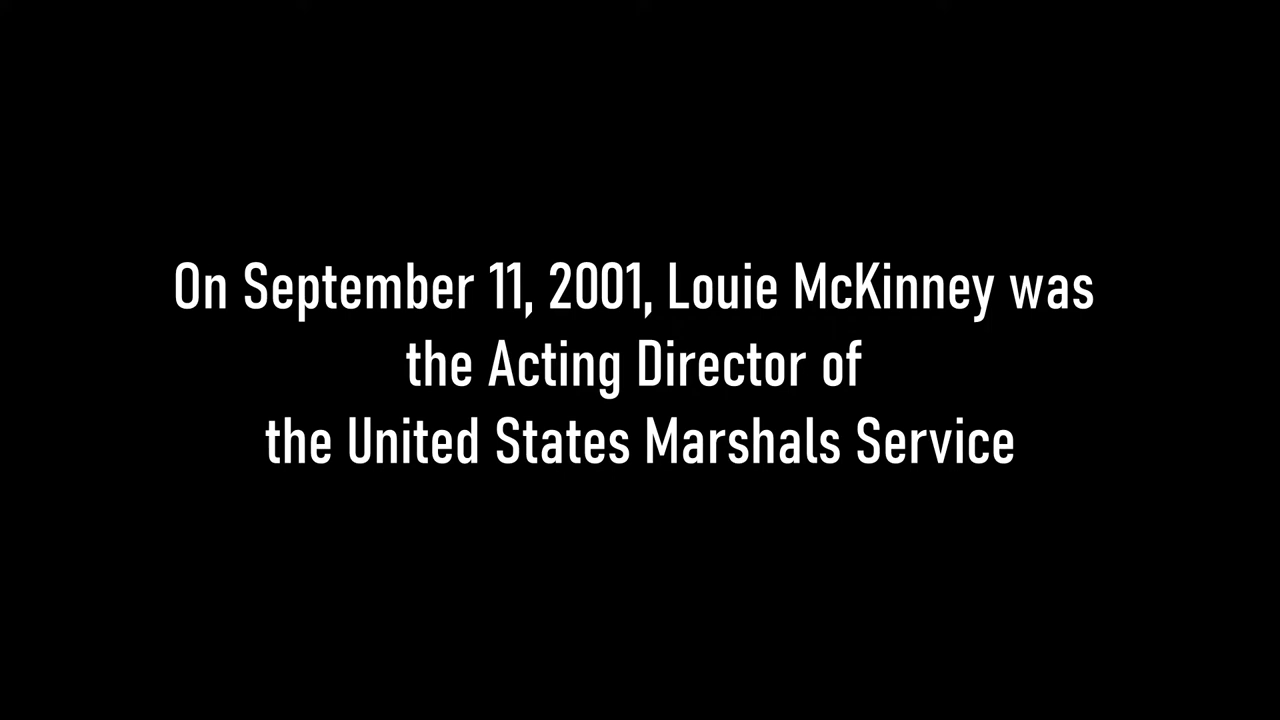 On September 11, 2001, Louie McKinney was
the Acting Director of
the United States Marshals Service